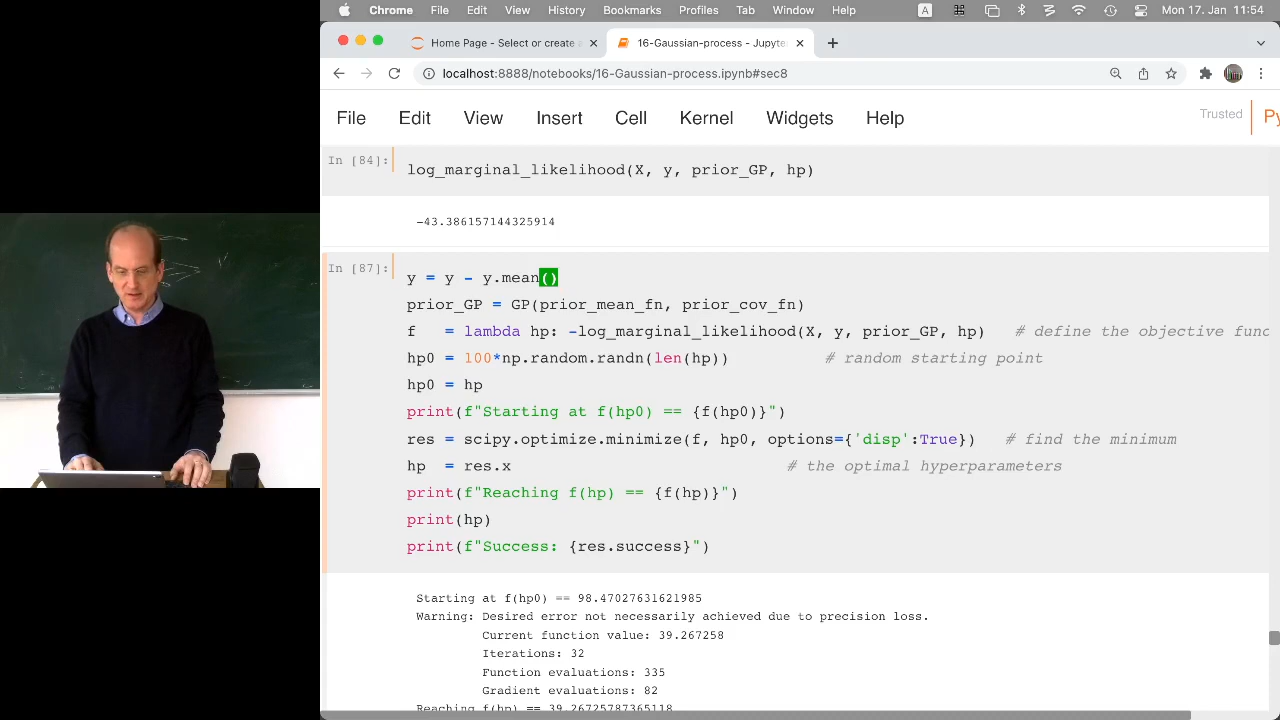 Chrome File Edit View History Bookmarks Profiles Tab Window Help A Mon 17. Jan 11:54
Home Page - Select or create 16-Gaussian-process - Jupyte
localhost:8888/notebooks/16-Gaussian-process.ipynb#sec8
File Edit View Insert Cell Kernel Widgets Help Trusted Py
In [84]: log_marginal_likelihood(X, y, prior_GP, hp)
-43.386157144325914
In [87]: y = y - y.mean()
prior_GP = GP(prior_mean_fn, prior_cov_fn)
f = lambda hp: -log_marginal_likelihood(X, y, prior_GP, hp) # define the objective func
hp0 = 100*np.random.randn(len(hp)) # random starting point
hp0 = hp
print(f"Starting at f(hp0) == {f(hp0)}")
res = scipy.optimize.minimize(f, hp0, options={'disp':True}) # find the minimum
hp = res.x # the optimal hyperparameters
print(f"Reaching f(hp) == {f(hp)}")
print(hp)
print(f"Success: {res.success}")
Starting at f(hp0) == 98.47027631621985
Warning: Desired error not necessarily achieved due to precision loss.
Current function value: 39.267258
Iterations: 32
Function evaluations: 335
Gradient evaluations: 82
Reaching f(hp) == 39.26725787365118